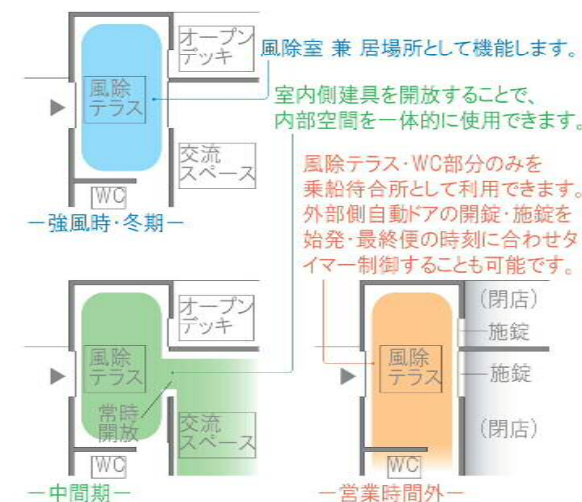 オープン
デッキ
風除室 兼 居場所として機能します。
風除
テラス
室内側建具を開放することで、
内部空間を一体的に使用できます。
交流
スペース
WC
－強風時・冬期－
風除テラス・WC部分のみを
乗船待合所として利用できます。
外部側自動ドアの開錠・施錠を
始発・最終便の時刻に合わせタ
イマー制御することも可能です。
オープン
デッキ
風除
テラス
常時
開放
交流
スペース
WC
－中間期－
（閉店）
施錠
風除
テラス
施錠
（閉店）
WC
－営業時間外－